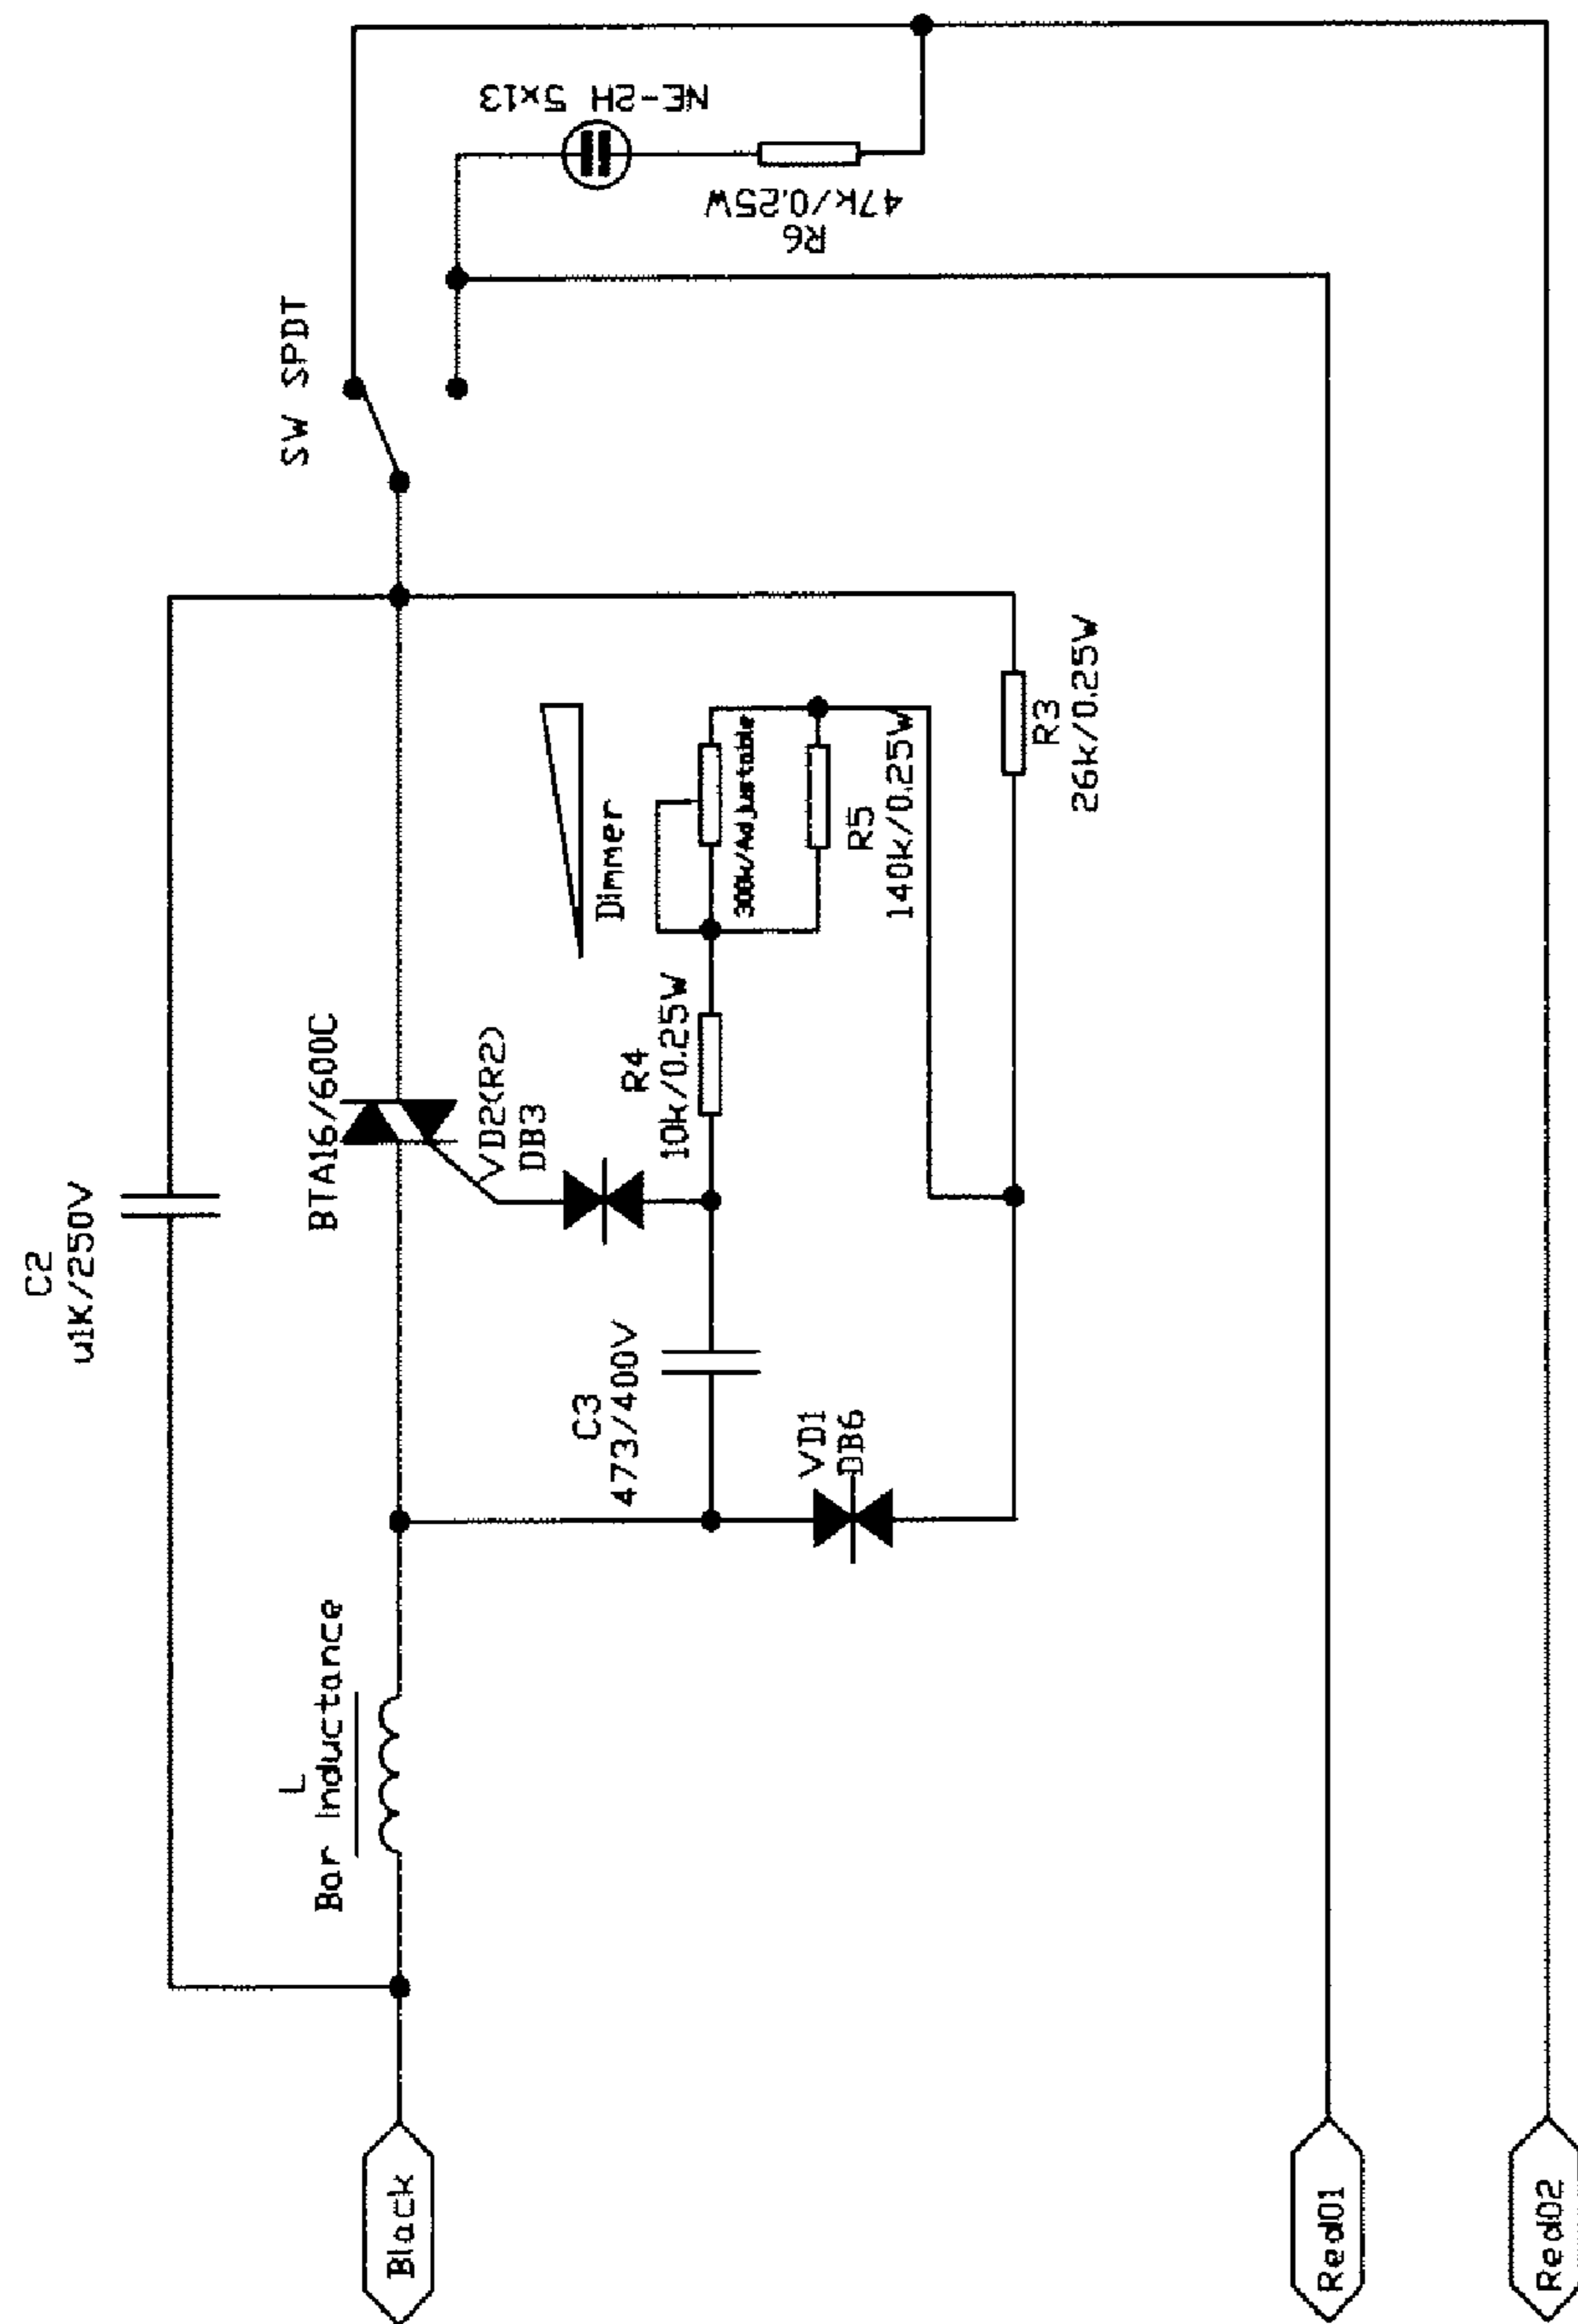 NE-2H 5x13
47k/0.25W
R6
SW SPDT
C2
u1K/250V
BTA16/600C
VD2(R2)
DB3
Dimmer
300k/Adjustable
R4
10k/0.25W
R5
140k/0.25W
R3
26k/0.25W
C3
473/400V
VD1
DB6
L
Bar Inductance
Black
Red01
Red02